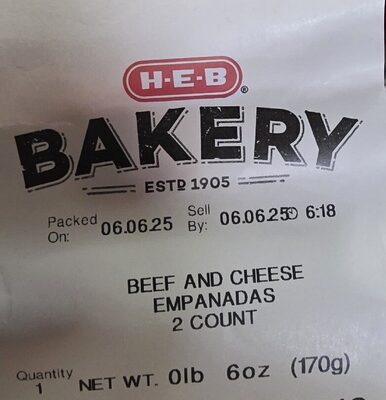 H-E-B®
BAKERY
ESTD 1905
Packed On: 06.06.25 Sell By: 06.06.25 6:18
BEEF AND CHEESE
EMPANADAS
2 COUNT
Quantity 1 NET WT. 0lb 6oz (170g)